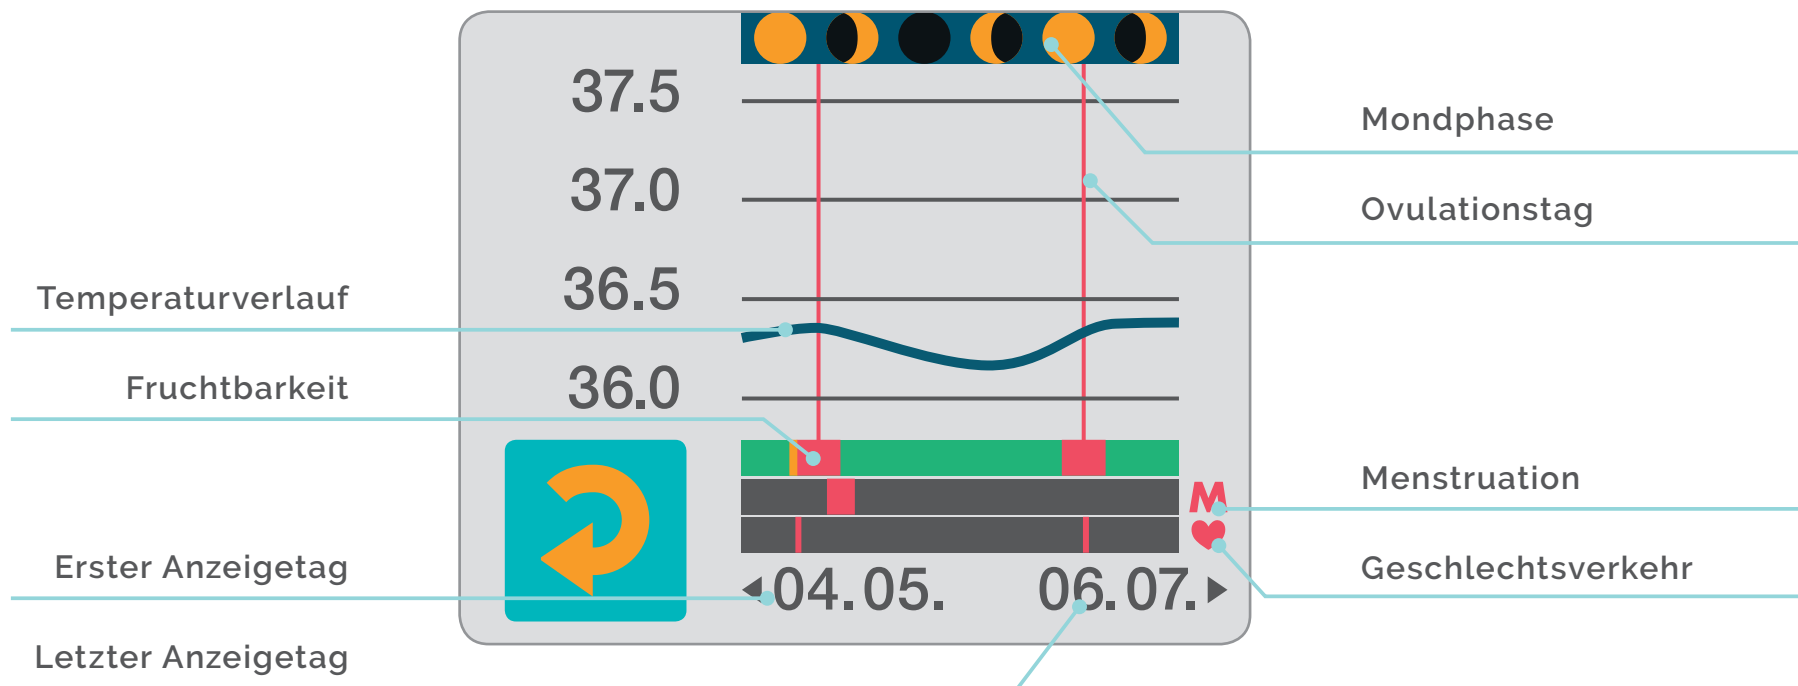 37.5
37.0
36.5
36.0
Temperaturverlauf
Fruchtbarkeit
Erster Anzeigetag
Letzter Anzeigetag
04.05.
06.07.
M
Mondphase
Ovulationstag
Menstruation
Geschlechtsverkehr